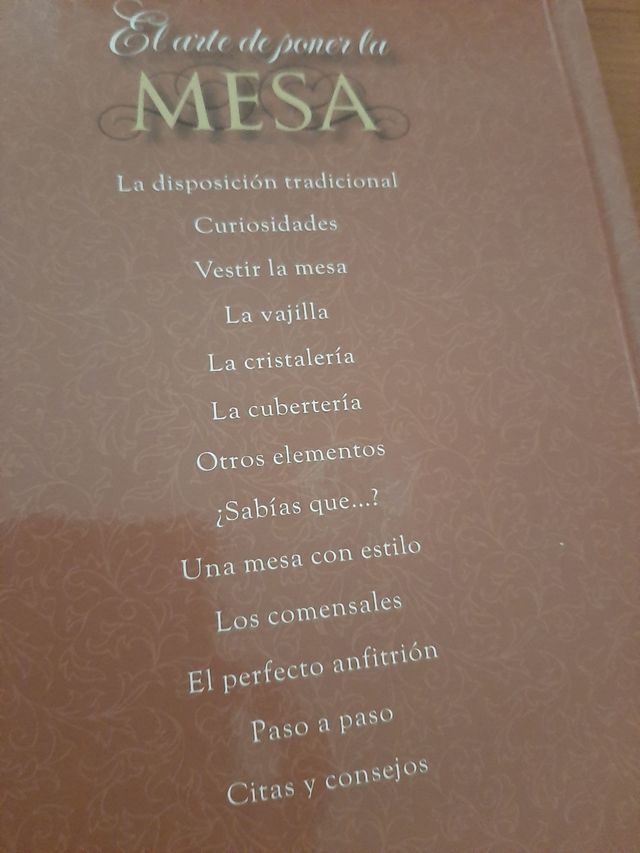 El arte de poner la
MESA
La disposición tradicional
Curiosidades
Vestir la mesa
La vajilla
La cristalería
La cubertería
Otros elementos
¿Sabías que...?
Una mesa con estilo
Los comensales
El perfecto anfitrión
Paso a paso
Citas y consejos